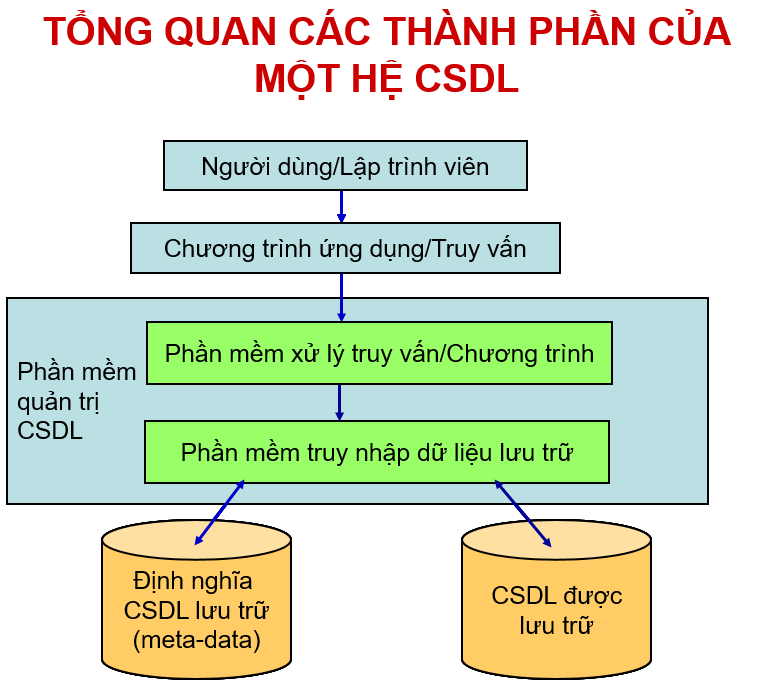 TỔNG QUAN CÁC THÀNH PHẦN CỦA
MỘT HỆ CSDL
Người dùng/Lập trình viên
Chương trình ứng dụng/Truy vấn
Phần mềm xử lý truy vấn/Chương trình
Phần mềm
quản trị
CSDL
Phần mềm truy nhập dữ liệu lưu trữ
Định nghĩa
CSDL lưu trữ
(meta-data)
CSDL được
lưu trữ